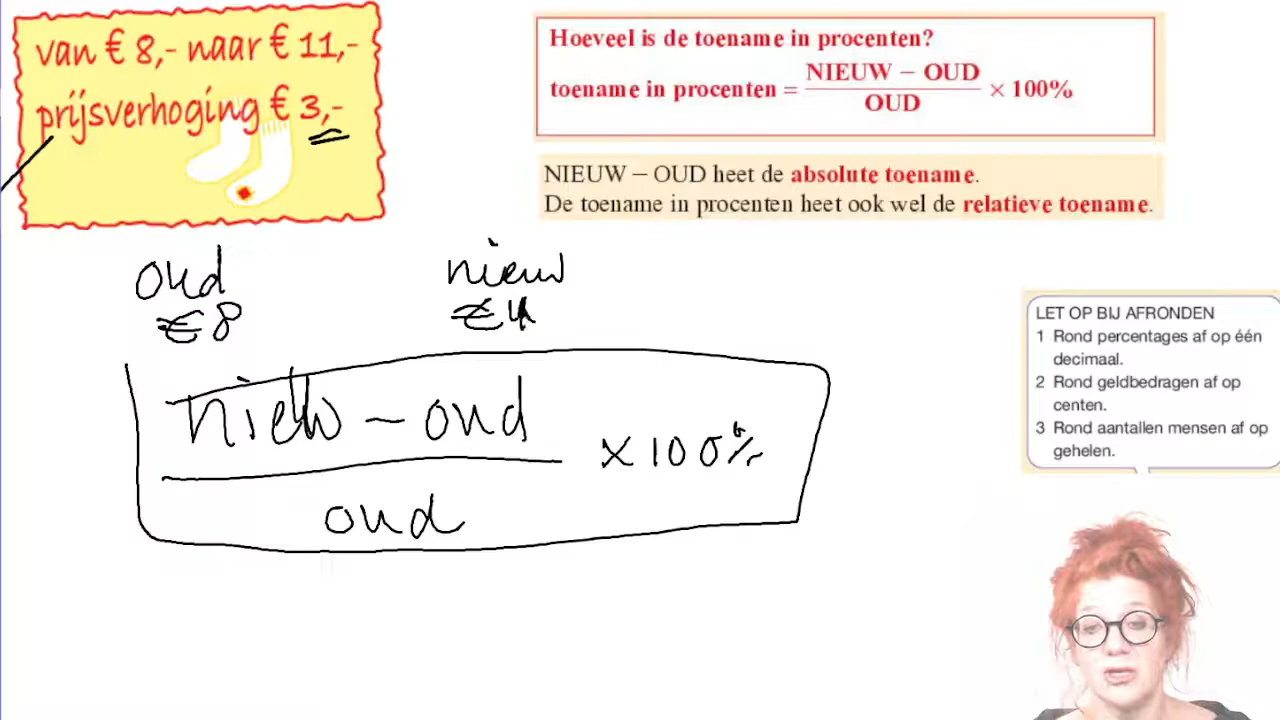 van € 8,- naar € 11,-
prijsverhoging € 3,-
Hoeveel is de toename in procenten?
toename in procenten = NIEUW – OUD / OUD × 100%
NIEUW – OUD heet de absolute toename.
De toename in procenten heet ook wel de relatieve toename.
oud
€ 8
nieuw
€
nieuw – oud
oud
x 100%
LET OP BIJ AFRONDEN
1 Rond percentages af op één
decimaal.
2 Rond geldbedragen af op
centen.
3 Rond aantallen mensen af op
gehelen.